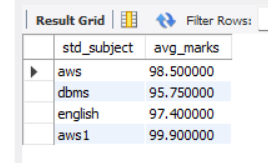 Result Grid Filter Rows:
std_subject avg_marks
aws 98.500000
dbms 95.750000
english 97.400000
aws1 99.900000